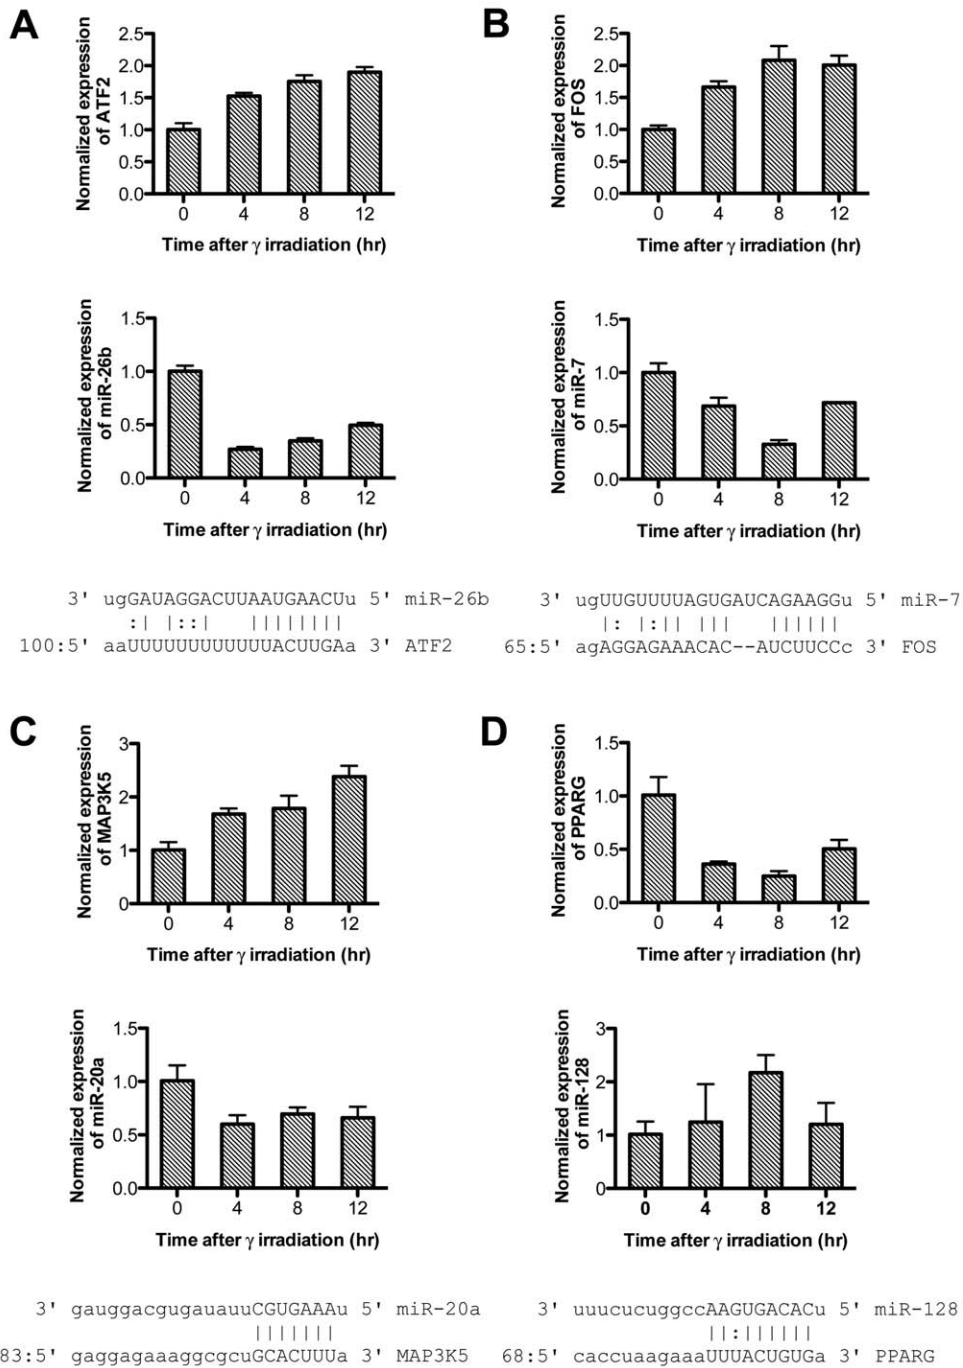 A
B
Normalized expression
of ATF2
2.5
2.0
1.5
1.0
0.5
0.0
0 4 8 12
Time after γ irradiation (hr)
Normalized expression
of FOS
2.5
2.0
1.5
1.0
0.5
0.0
0 4 8 12
Time after γ irradiation (hr)
Normalized expression
of miR-26b
1.5
1.0
0.5
0.0
0 4 8 12
Time after γ irradiation (hr)
Normalized expression
of miR-7
1.5
1.0
0.5
0.0
0 4 8 12
Time after γ irradiation (hr)
3' ugGAUAGGACUUAAUGAACUu 5' miR-26b
:| |::| ||||||||
100:5' aaUUUUUUUUUUUUACUUGAa 3' ATF2
3' ugUUGUUUUAGUGAUCAGAAGGu 5' miR-7
|: |:|| ||| ||||||
65:5' agAGGAGAAACAC--AUCUUCCc 3' FOS
C
D
Normalized expression
of MAP3K5
3
2
1
0
0 4 8 12
Time after γ irradiation (hr)
Normalized expression
of PPARG
1.5
1.0
0.5
0.0
0 4 8 12
Time after γ irradiation (hr)
Normalized expression
of miR-20a
1.5
1.0
0.5
0.0
0 4 8 12
Time after γ irradiation (hr)
Normalized expression
of miR-128
3
2
1
0
0 4 8 12
Time after γ irradiation (hr)
3' gauggacgugauauuCGUGAAAu 5' miR-20a
|||||||
83:5' gaggagaaaggcgcuGCACUUUa 3' MAP3K5
3' uuucucuggccAAGUGACACu 5' miR-128
||:||||||
68:5' caccuaagaaaUUUACUGUGa 3' PPARG